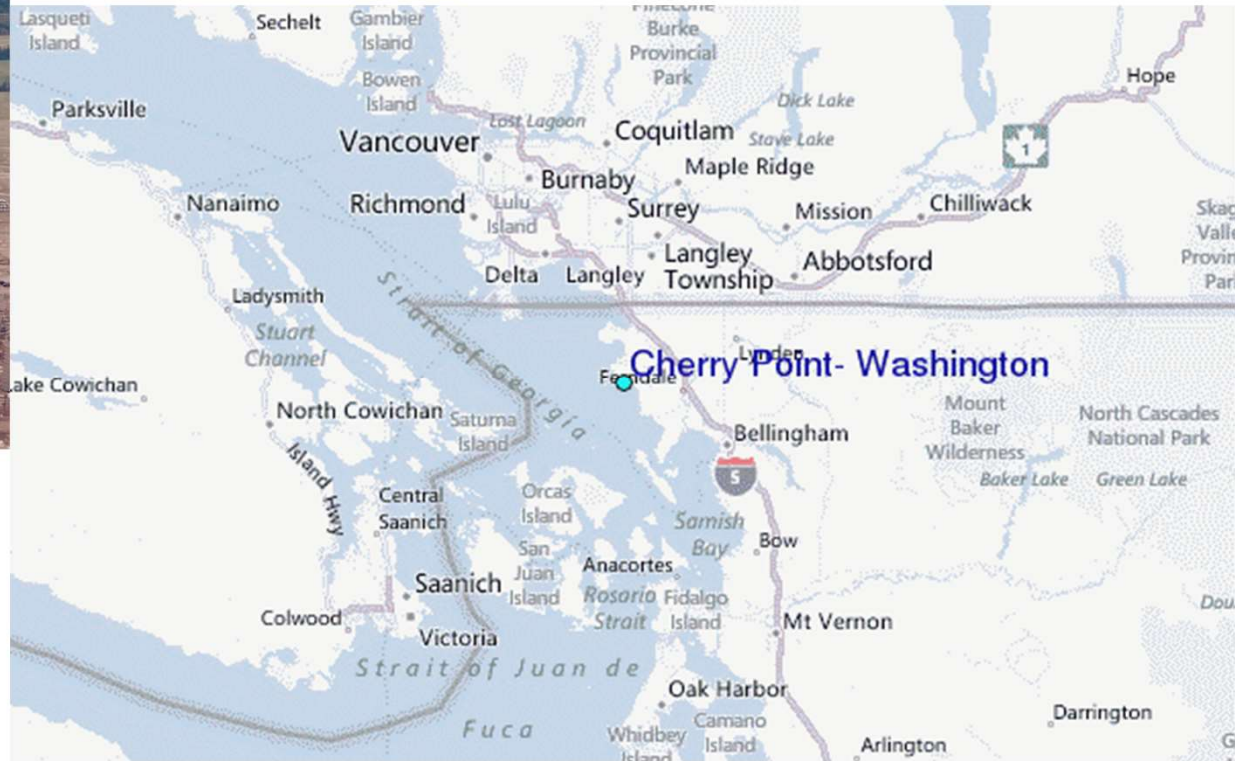 Lasqueti
Island
Sechelt
Gambier
Island
Bowen
Island
Burke
Provincial
Park
Hope
Parksville
Dick Lake
Lost Lagoon
Coquitlam
Stave Lake
Vancouver
1
Maple Ridge
Burnaby
Nanaimo
Richmond
Lulu
Island
Surrey
Mission
Chilliwack
Langley
Township
Abbotsford
Delta
Langley
Ladysmith
Strait of Georgia
Stuart
Channel
Lynden
Cherry Point- Washington
Ferndale
Lake Cowichan
North Cowichan
Saturna
Island
Mount
Baker
Wilderness
North Cascades
National Park
Bellingham
5
Baker Lake
Green Lake
Island Hwy
Central
Saanich
Orcas
Island
Samish
Bay
Bow
San
Juan
Island
Anacortes
Saanich
Rosario
Strait
Fidalgo
Island
Colwood
Victoria
Mt Vernon
Strait of Juan de
Fuca
Oak Harbor
Camano
Island
Whidbey
Island
Darrington
Arlington